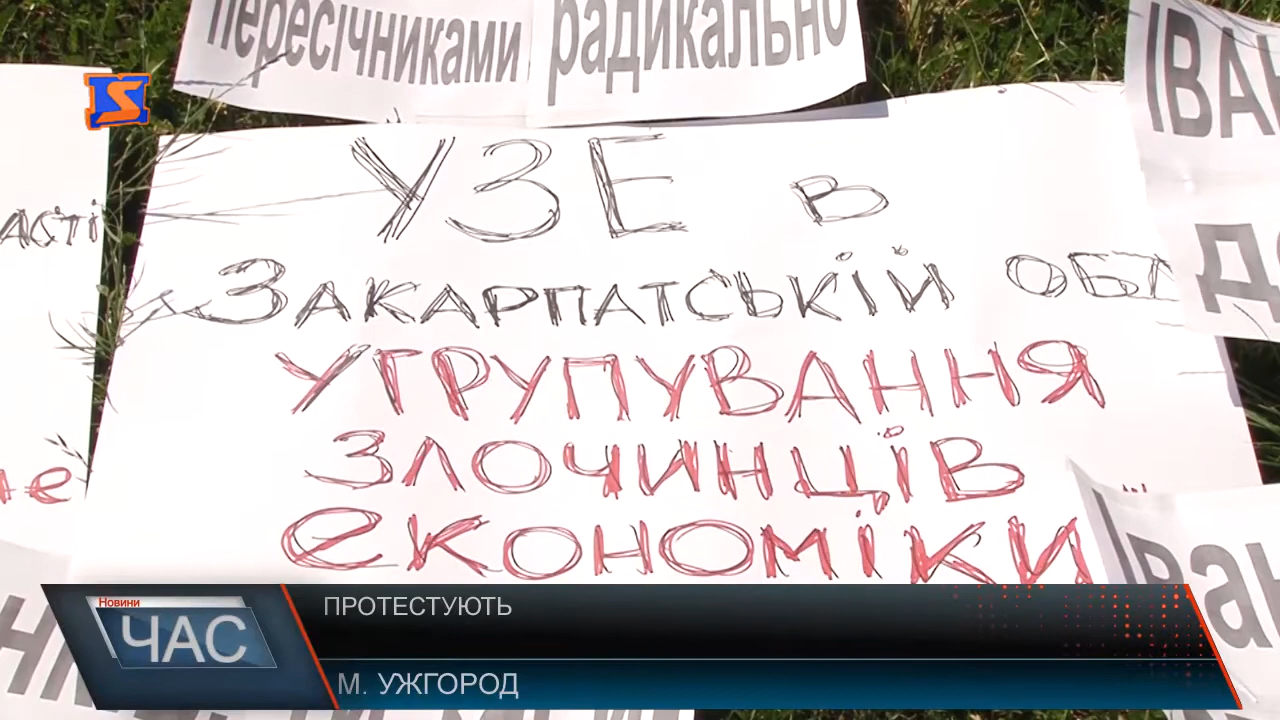 пересічниками радикально
УЗЕ в
Закарпатській обл
угрупування
злочинців
економіки
Новини
ЧАС
ПРОТЕСТУЮТЬ
М. УЖГОРОД